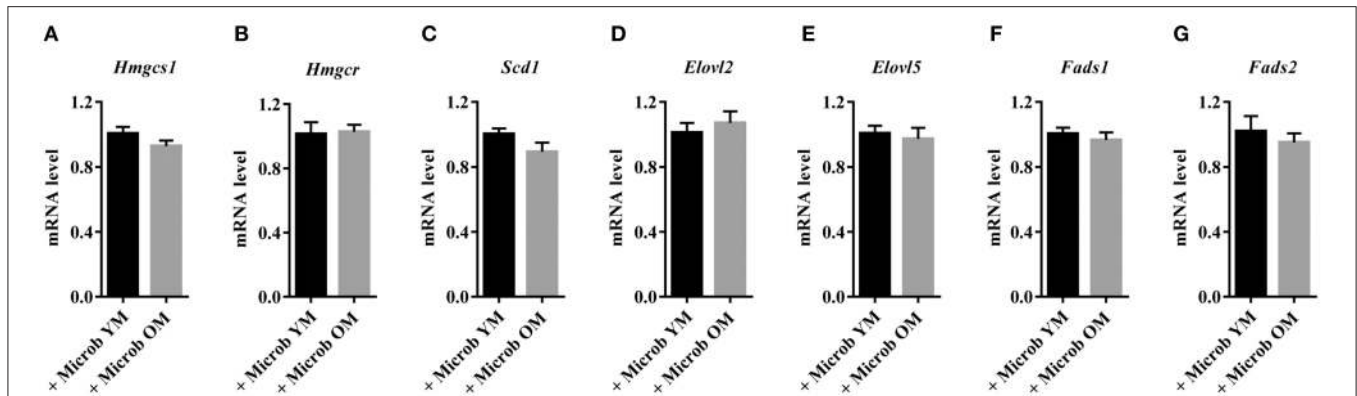 A B C D E F G
Hmgcs1 Hmgcr Scd1 Elovl2 Elovl5 Fads1 Fads2
1.2 1.2 1.2 1.2 1.2 1.2 1.2
mRNA level mRNA level mRNA level mRNA level mRNA level mRNA level mRNA level
0.8 0.8 0.8 0.8 0.8 0.8 0.8
0.4 0.4 0.4 0.4 0.4 0.4 0.4
0.0 0.0 0.0 0.0 0.0 0.0 0.0
+ Microb YM + Microb YM + Microb YM + Microb YM + Microb YM + Microb YM + Microb YM
+ Microb OM + Microb OM + Microb OM + Microb OM + Microb OM + Microb OM + Microb OM